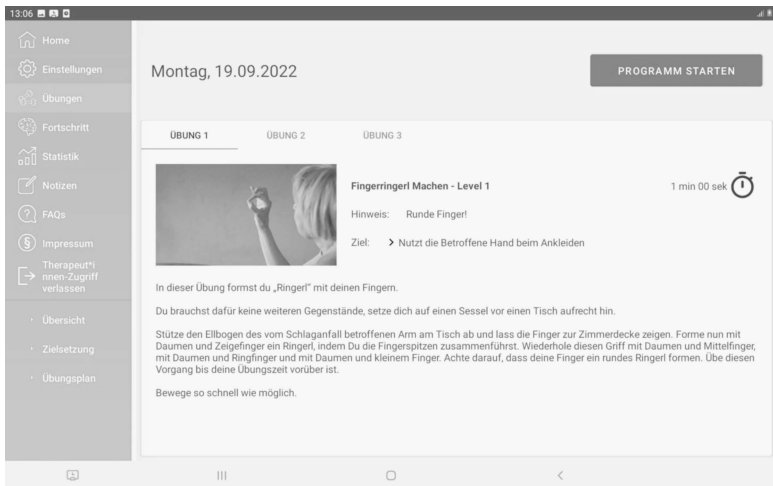 13:06
Home
Einstellungen
Übungen
Fortschritt
Statistik
Notizen
FAQs
Impressum
Therapeut*i
nnen-Zugriff
verlassen
Übersicht
Zielsetzung
Übungsplan
Montag, 19.09.2022
PROGRAMM STARTEN
ÜBUNG 1
ÜBUNG 2
ÜBUNG 3
Fingerringerl Machen - Level 1
1 min 00 sek
Hinweis: Runde Finger!
Ziel: > Nutzt die Betroffene Hand beim Ankleiden
In dieser Übung formst du „Ringerl" mit deinen Fingern.
Du brauchst dafür keine weiteren Gegenstände, setze dich auf einen Sessel vor einen Tisch aufrecht hin.
Stütze den Ellbogen des vom Schlaganfall betroffenen Arm am Tisch ab und lass die Finger zur Zimmerdecke zeigen. Forme nun mit
Daumen und Zeigefinger ein Ringerl, indem Du die Fingerspitzen zusammenführst. Wiederhole diesen Griff mit Daumen und Mittelfinger,
mit Daumen und Ringfinger und mit Daumen und kleinem Finger. Achte darauf, dass deine Finger ein rundes Ringerl formen. Übe diesen
Vorgang bis deine Übungszeit vorüber ist.
Bewege so schnell wie möglich.